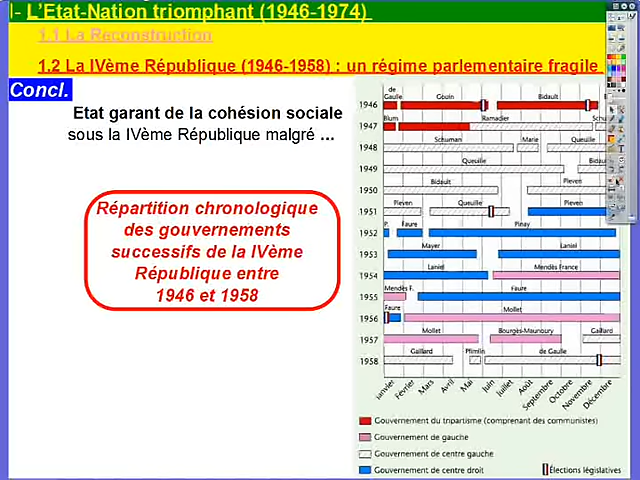 I- L'Etat-Nation triomphant (1946-1974)
1.1 La Reconstruction
1.2 La IVème République (1946-1958) : un régime parlementaire fragile
Concl.
Etat garant de la cohésion sociale
sous la IVème République malgré ...
Répartition chronologique
des gouvernements
successifs de la IVème
République entre
1946 et 1958
de
Gaulle Gouin Bidault
1946
Blum Ramadier Schu
1947
Schuman Marie Queuille
1948
Queuille Bidau
1949
Bidault Pleven
1950
Pleven Queuille Pleven
1951
P. Faure Pinay
1952
Mayer Laniel
1953
Laniel Mendès France
1954
Mendès F. Faure
1955
Faure Mollet
1956
Mollet Bourgès-Maunoury Gaillard
1957
Gaillard Pflimlin de Gaulle
1958
Janvier Février Mars Avril Mai Juin Juillet Août Septembre Octobre Novembre Décembre
Gouvernement du tripartisme (comprenant des communistes)
Gouvernement de gauche
Gouvernement de centre gauche
Gouvernement de centre droit Élections législatives